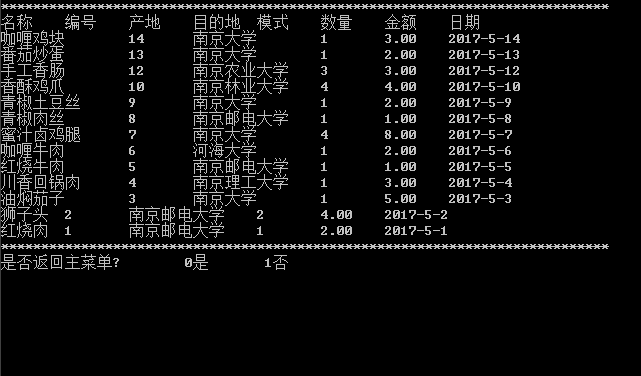 ******************************************************************************
名称 编号 产地 目的地 模式 数量 金额 日期
咖喱鸡块 14 南京大学 1 3.00 2017-5-14
番茄炒蛋 13 南京大学 1 2.00 2017-5-13
手工香肠 12 南京农业大学 3 3.00 2017-5-12
香酥鸡爪 10 南京林业大学 4 4.00 2017-5-10
青椒土豆丝 9 南京大学 1 2.00 2017-5-9
青椒肉丝 8 南京邮电大学 1 1.00 2017-5-8
蜜汁卤鸡腿 7 南京大学 4 8.00 2017-5-7
咖喱牛肉 6 河海大学 1 2.00 2017-5-6
红烧牛肉 5 南京邮电大学 1 1.00 2017-5-5
川香回锅肉 4 南京理工大学 1 3.00 2017-5-4
油焖茄子 3 南京大学 1 5.00 2017-5-3
狮子头 2 南京邮电大学 2 4.00 2017-5-2
红烧肉 1 南京邮电大学 1 2.00 2017-5-1
******************************************************************************
是否返回主菜单? 0是 1否